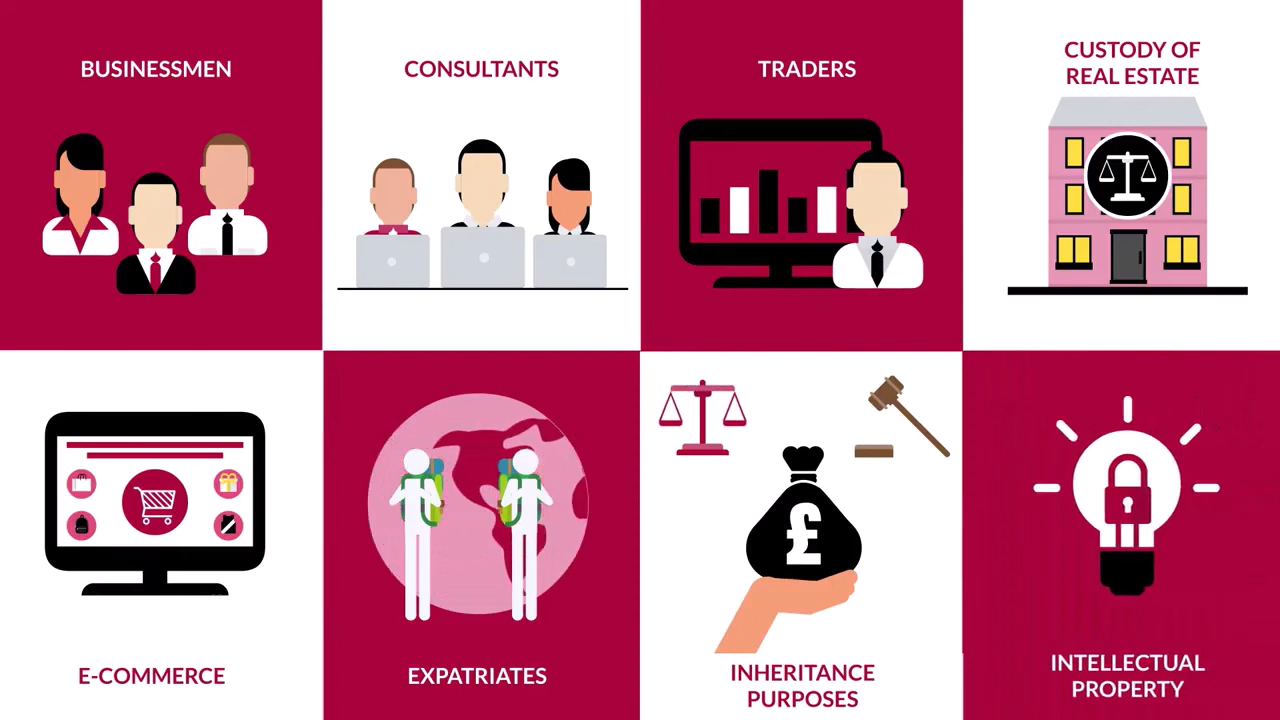 BUSINESSMEN
CONSULTANTS
TRADERS
CUSTODY OF
REAL ESTATE
£
E-COMMERCE
EXPATRIATES
INHERITANCE
PURPOSES
INTELLECTUAL
PROPERTY